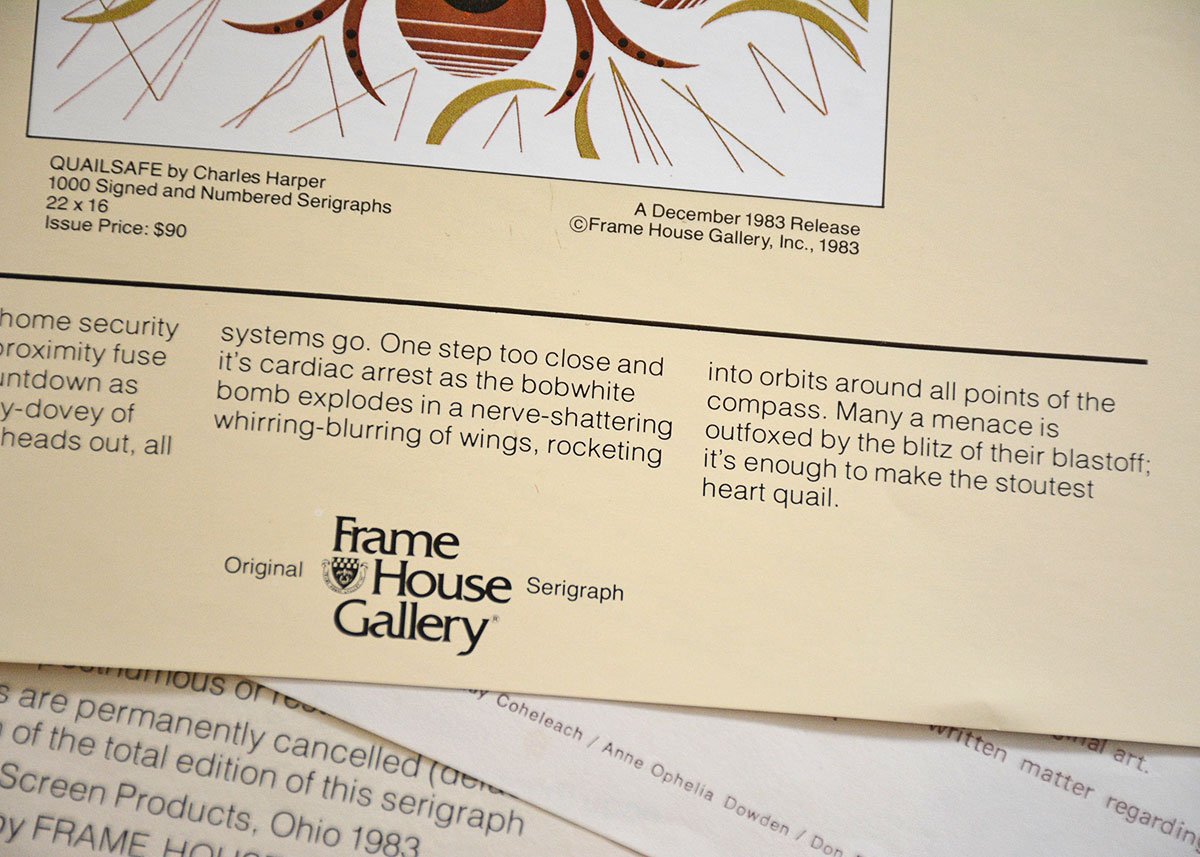 QUAILSAFE by Charles Harper
1000 Signed and Numbered Serigraphs
22 x 16
Issue Price: $90
A December 1983 Release
©Frame House Gallery, Inc., 1983
home security
proximity fuse
as
of
heads out, all
systems go. One step too close and
it's cardiac arrest as the bobwhite
bomb explodes in a nerve-shattering
whirring-blurring of wings, rocketing
into orbits around all points of the
compass. Many a menace is
outfoxed by the blitz of their blastoff;
it's enough to make the stoutest
heart quail.
Original
Frame
House
Gallery®
Serigraph
posthumous or
are permanently cancelled
of the total edition of this serigraph
Screen Products, Ohio 1983
by FRAME HOUSE
Coheleach / Anne Ophelia Dowden / Don
art.
written matter regarding